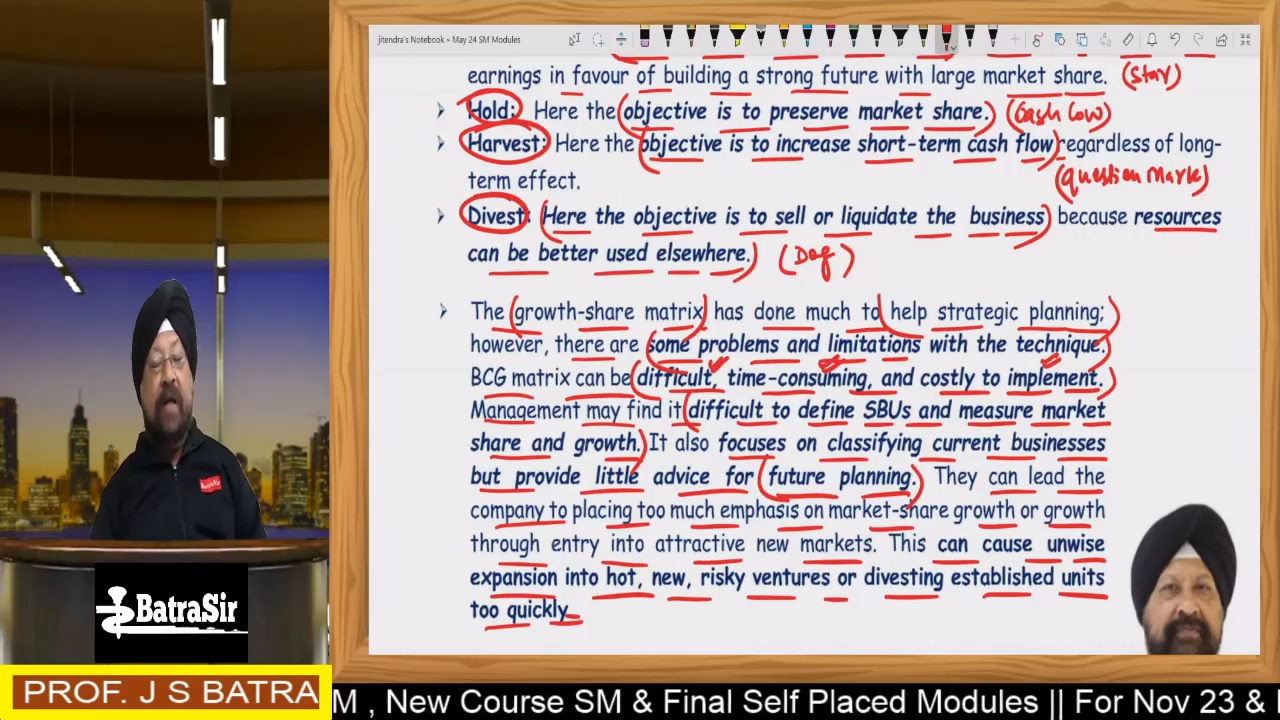 jitendra's Notebook » May 24 SM Modules
earnings in favour of building a strong future with large market share. (Star)
Hold: Here the objective is to preserve market share. (Cash Cow)
Harvest: Here the objective is to increase short-term cash flow regardless of long-
term effect.
(Question Mark)
Divest: Here the objective is to sell or liquidate the business because resources
can be better used elsewhere. (Dog)
The growth-share matrix has done much to help strategic planning;
however, there are some problems and limitations with the technique.
BCG matrix can be difficult, time-consuming, and costly to implement.
Management may find it difficult to define SBUs and measure market
share and growth. It also focuses on classifying current businesses
but provide little advice for future planning. They can lead the
company to placing too much emphasis on market-share growth or growth
through entry into attractive new markets. This can cause unwise
expansion into hot, new, risky ventures or divesting established units
too quickly.
BatraSir
PROF. J S BATRA
M , New Course SM & Final Self Placed Modules || For Nov 23 &